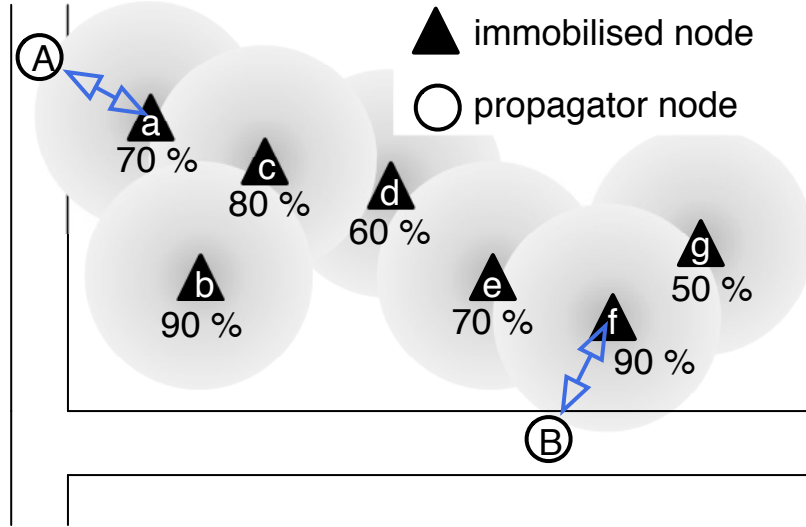 immobilised node
A
propagator node
a
70 %
c
80 %
d
60 %
g
50 %
b
90 %
e
70 %
f
90 %
B